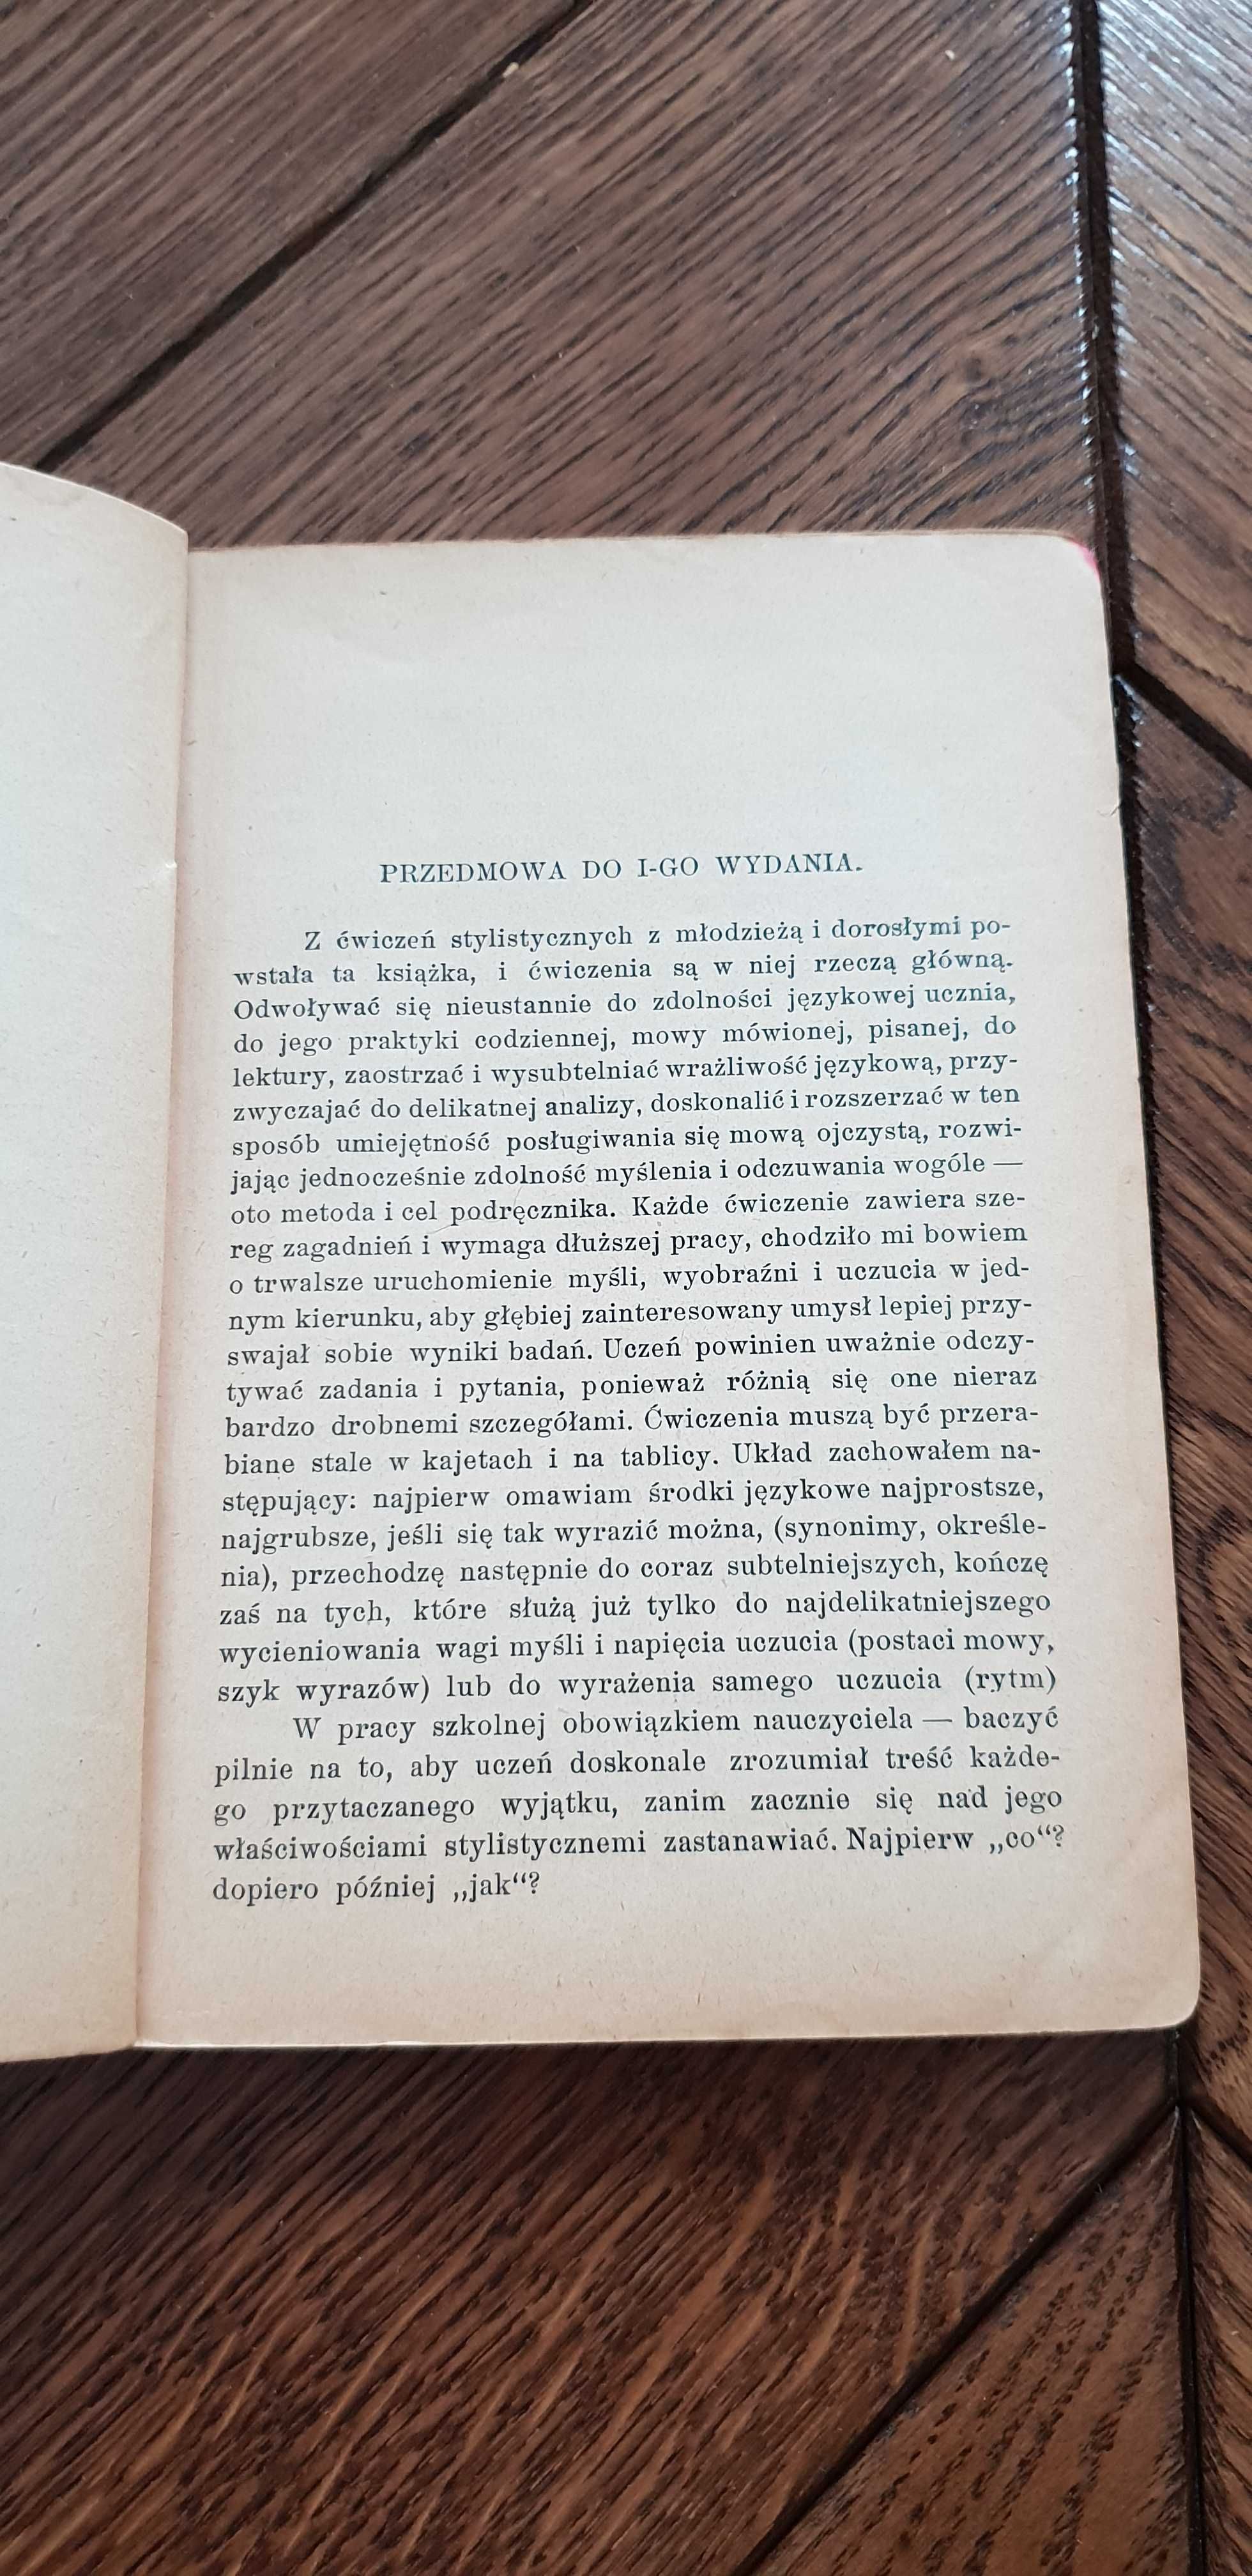 PRZEDMOWA DO I-GO WYDANIA.
Z ćwiczeń stylistycznych z młodzieżą i dorosłymi po-
wstała ta książka, i ćwiczenia są w niej rzeczą główną.
Odwoływać się nieustannie do zdolności językowej ucznia,
do jego praktyki codziennej, mowy mówionej, pisanej, do
lektury, zaostrzać i wysubtelniać wrażliwość językową, przy-
zwyczajać do delikatnej analizy, doskonalić i rozszerzać w ten
sposób umiejętność posługiwania się mową ojczystą, rozwi-
jając jednocześnie zdolność myślenia i odczuwania wogóle —
oto metoda i cel podręcznika. Każde ćwiczenie zawiera sze-
reg zagadnień i wymaga dłuższej pracy, chodziło mi bowiem
o trwalsze uruchomienie myśli, wyobraźni i uczucia w jed-
nym kierunku, aby głębiej zainteresowany umysł lepiej przy-
swajał sobie wyniki badań. Uczeń powinien uważnie odczy-
tywać zadania i pytania, ponieważ różnią się one nieraz
bardzo drobnemi szczegółami. Ćwiczenia muszą być przera-
biane stale w kajetach i na tablicy. Układ zachowałem na-
stępujący: najpierw omawiam środki językowe najprostsze,
najgrubsze, jeśli się tak wyrazić można, (synonimy, określe-
nia), przechodzę następnie do coraz subtelniejszych, kończę
zaś na tych, które służą już tylko do najdelikatniejszego
wycieniowania wagi myśli i napięcia uczucia (postaci mowy,
szyk wyrazów) lub do wyrażenia samego uczucia (rytm)
W pracy szkolnej obowiązkiem nauczyciela — baczyć
pilnie na to, aby uczeń doskonale zrozumiał treść każde-
go przytaczanego wyjątku, zanim zacznie się nad jego
właściwościami stylistycznemi zastanawiać. Najpierw „co“?
dopiero później „jak“?